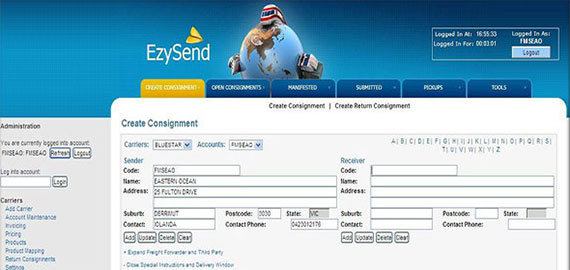 EzySend
Logged In At: 16:55:33
Logged In For: 00:03:01
Logged In As:
FMSEAO
Logout
CREATE CONSIGNMENT
OPEN CONSIGNMENTS
MANIFESTED
SUBMITTED
PICKUPS
TOOLS
Create Consignment | Create Return Consignment
Administration
You are currently logged into account:
FMSEAO: FMSEAO Refresh Logout
Log into account:
Login
Carriers
Add Carrier
Account Maintenance
Invoicing
Pricing
Products
Product Mapping
Return Consignments
Settings
Create Consignment
Carriers: BLUESTAR Accounts: FMSEAO
A| B| C| D| E| F| G| H| I| J| K| L| M| N| O| P| Q| R| S|
T| U| V| W| X| Y| Z
Sender
Code: FMSEAO
Name: EASTERN OCEAN
Address: 25 FULTON DRIVE
Suburb: DERRIMUT Postcode: 3030 State: VIC
Contact: IOLANDA Contact Phone: 0423012176
Add Update Delete Clear
Receiver
Code:
Name:
Address:
Suburb: Postcode: State:
Contact: Contact Phone:
Add Update Delete Clear
+ Expand Freight Forwarder and Third Party
- Close Special Instructions and Delivery Window